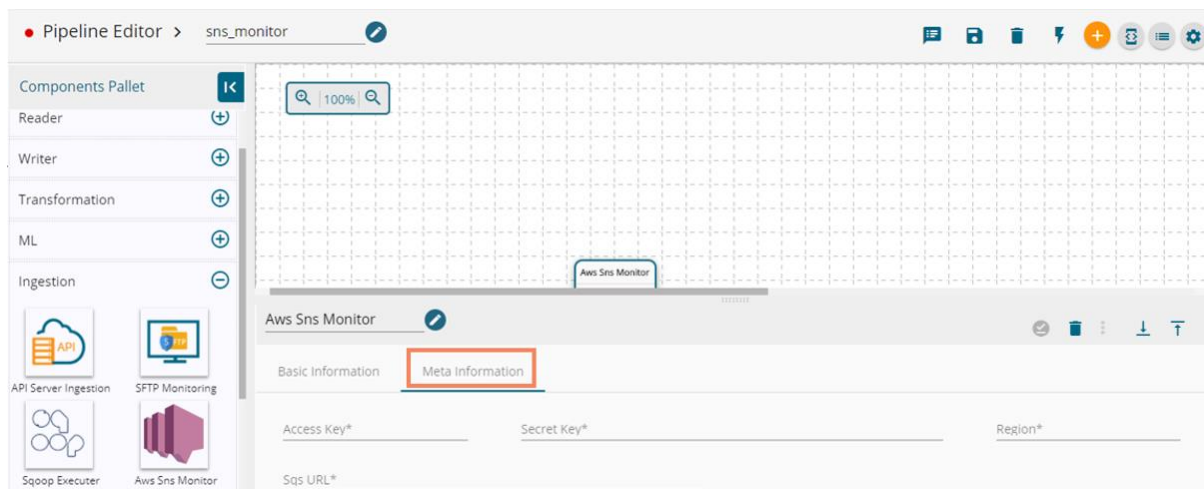 Pipeline Editor > sns_monitor
Components Pallet
100%
Reader
Writer
Transformation
ML
Ingestion
API
S FTP
API Server Ingestion
SFTP Monitoring
Sqoop Executer
Aws Sns Monitor
Aws Sns Monitor
Aws Sns Monitor
Basic Information
Meta Information
Access Key*
Secret Key*
Region*
Sqs URL*